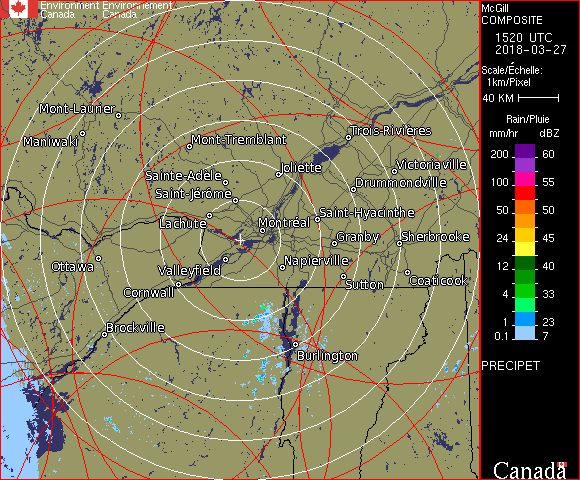 Environment Environnement
Canada Canada
McGill
COMPOSITE
1520 UTC
2018-03-27
Scale/Échelle:
1km/Pixel
40 KM
Rain/Pluie
mm/hr dBZ
200 60
100 55
50 50
24 45
12 40
4 33
1 23
0.1 7
PRECIPET
Canada
Mont-Laurier
Maniwaki
Mont-Tremblant
Trois-Rivières
Joliette
Victoriaville
Sainte-Adèle
Drummondville
Saint-Jérôme
Lachute
Saint-Hyacinthe
Montréal
Granby
Sherbrooke
Ottawa
Valleyfield
Napierville
Cornwall
Sutton
Coaticook
Brockville
Burlington